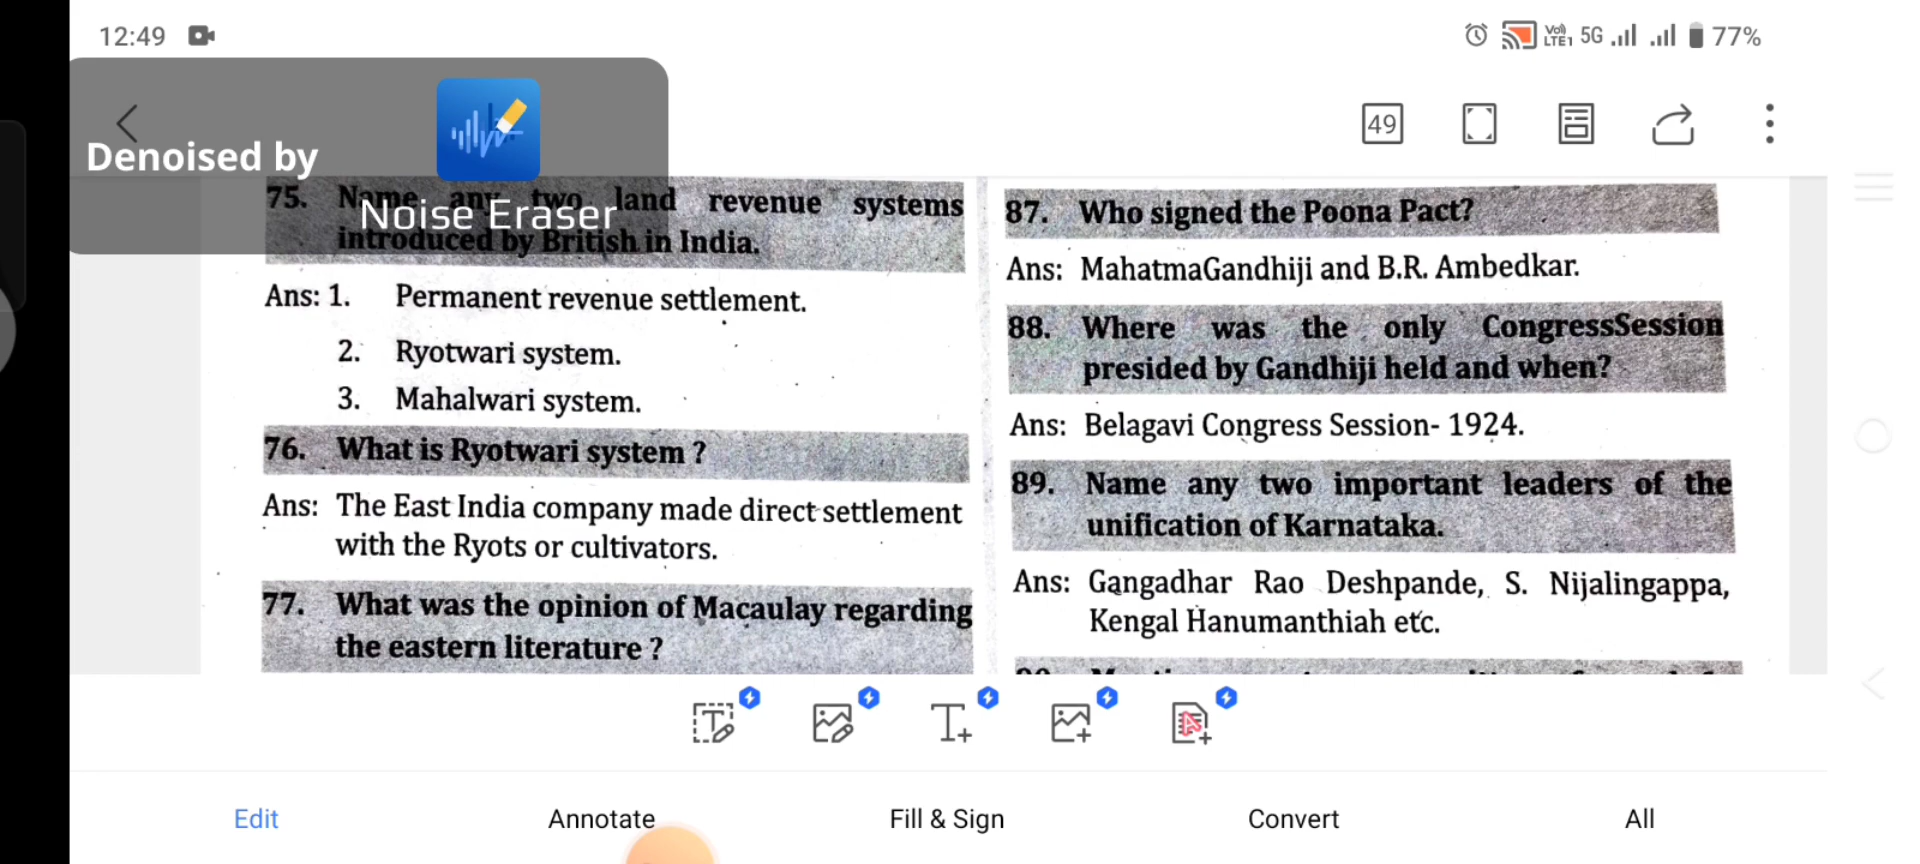 12:49
Vo) LTE1 5G 77%
Denoised by
Noise Eraser
49
75. Name any two land revenue systems
introduced by British in India.
Ans: 1. Permanent revenue settlement.
2. Ryotwari system.
3. Mahalwari system.
76. What is Ryotwari system ?
Ans: The East India company made direct settlement
with the Ryots or cultivators.
77. What was the opinion of Macaulay regarding
the eastern literature ?
87. Who signed the Poona Pact?
Ans: MahatmaGandhiji and B.R. Ambedkar.
88. Where was the only CongressSession
presided by Gandhiji held and when?
Ans: Belagavi Congress Session- 1924.
89. Name any two important leaders of the
unification of Karnataka.
Ans: Gangadhar Rao Deshpande, S. Nijalingappa,
Kengal Hanumanthiah etc.
Edit Annotate Fill & Sign Convert All